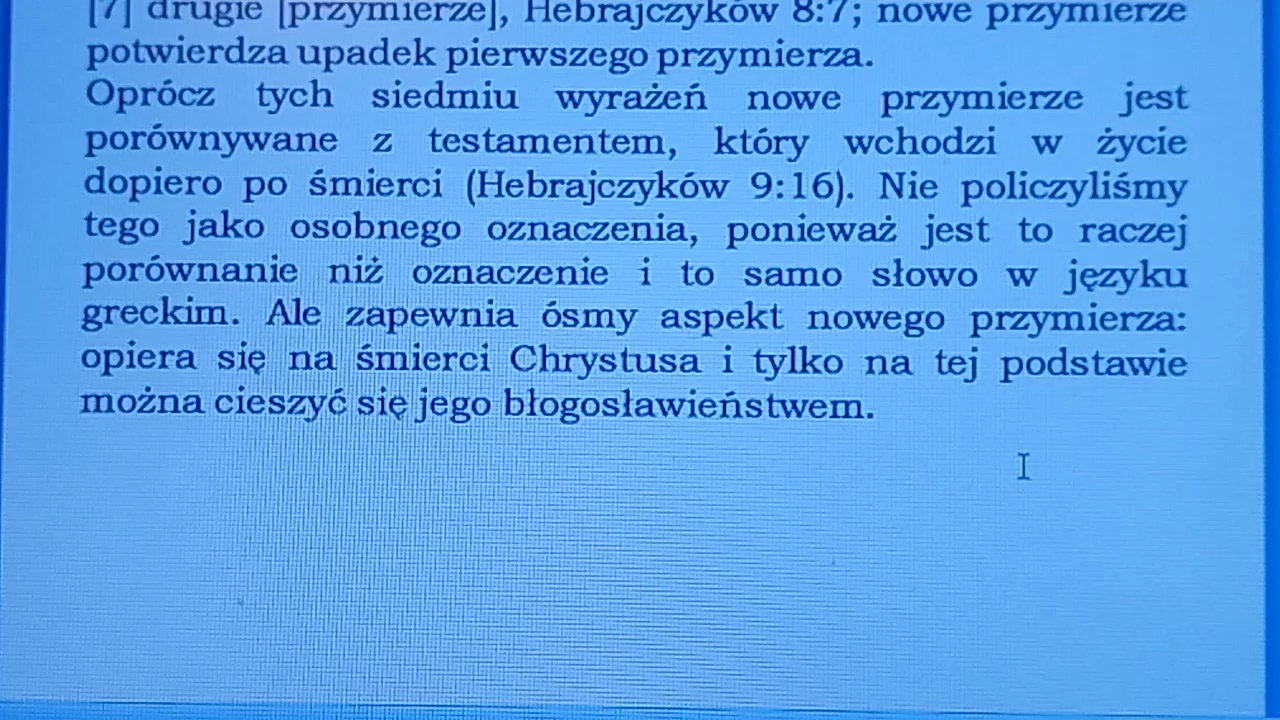 [7] drugie [przymierze], Hebrajczyków 8:7; nowe przymierze
potwierdza upadek pierwszego przymierza.
Oprócz tych siedmiu wyrażeń nowe przymierze jest
porównywane z testamentem, który wchodzi w życie
dopiero po śmierci (Hebrajczyków 9:16). Nie policzyliśmy
tego jako osobnego oznaczenia, ponieważ jest to raczej
porównanie niż oznaczenie i to samo słowo w języku
greckim. Ale zapewnia ósmy aspekt nowego przymierza:
opiera się na śmierci Chrystusa i tylko na tej podstawie
można cieszyć się jego błogosławieństwem.